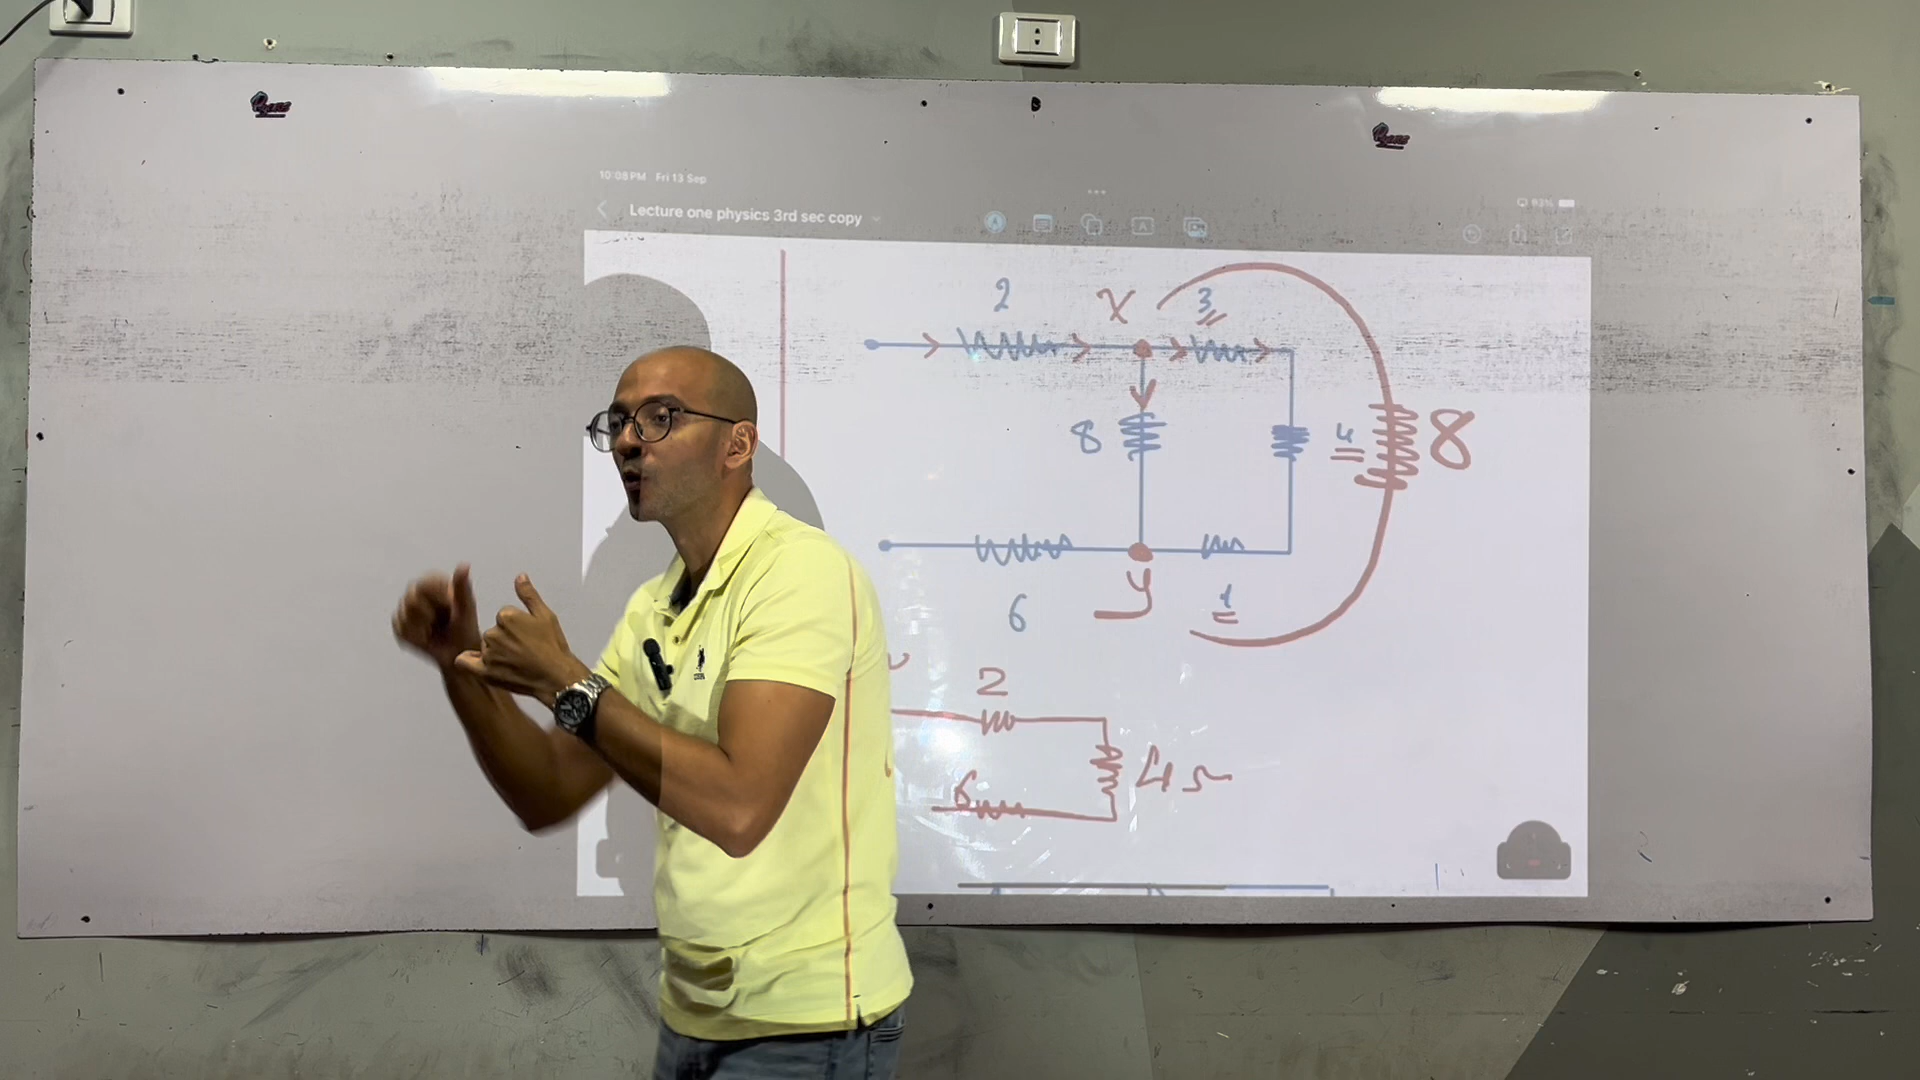 10:08 PM Fri 13 Sep
93%
Lecture one physics 3rd sec copy
2 X 3
8 4 8
y
6 1
2
4 Ω
6